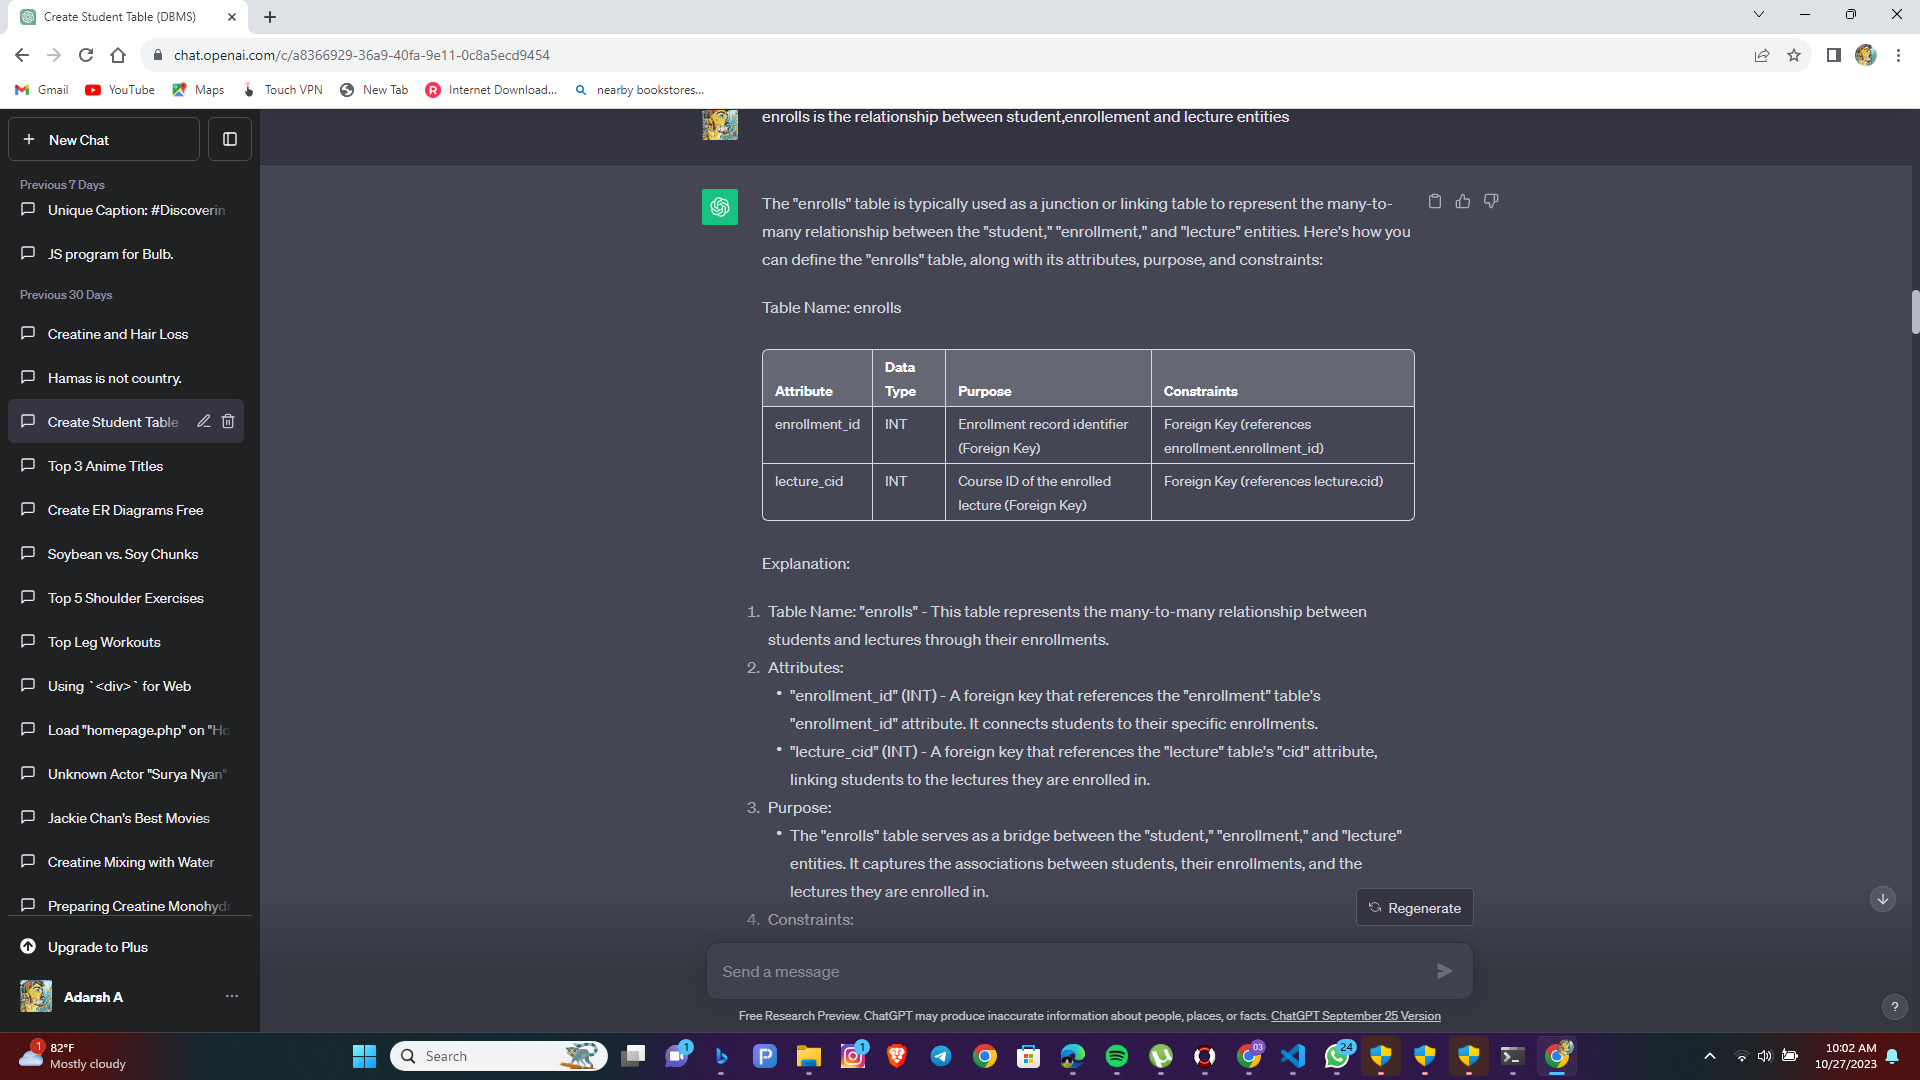 Create Student Table (DBMS)
chat.openai.com/c/a8366929-36a9-40fa-9e11-0c8a5ecd9454
Gmail YouTube Maps Touch VPN New Tab Internet Download... nearby bookstores...
New Chat
Previous 7 Days
Unique Caption: #Discoverin
JS program for Bulb.
Previous 30 Days
Creatine and Hair Loss
Hamas is not country.
Create Student Table
Top 3 Anime Titles
Create ER Diagrams Free
Soybean vs. Soy Chunks
Top 5 Shoulder Exercises
Top Leg Workouts
Using `<div>` for Web
Load "homepage.php" on "Ho
Unknown Actor "Surya Nyan"
Jackie Chan's Best Movies
Creatine Mixing with Water
Preparing Creatine Monohyd
Upgrade to Plus
Adarsh A
enrolls is the relationship between student,enrollement and lecture entities
The "enrolls" table is typically used as a junction or linking table to represent the many-to-
many relationship between the "student," "enrollment," and "lecture" entities. Here's how you
can define the "enrolls" table, along with its attributes, purpose, and constraints:
Table Name: enrolls
Attribute Data Type Purpose Constraints
enrollment_id INT Enrollment record identifier (Foreign Key) Foreign Key (references enrollment.enrollment_id)
lecture_cid INT Course ID of the enrolled lecture (Foreign Key) Foreign Key (references lecture.cid)
Explanation:
1. Table Name: "enrolls" - This table represents the many-to-many relationship between
students and lectures through their enrollments.
2. Attributes:
• "enrollment_id" (INT) - A foreign key that references the "enrollment" table's
"enrollment_id" attribute. It connects students to their specific enrollments.
• "lecture_cid" (INT) - A foreign key that references the "lecture" table's "cid" attribute,
linking students to the lectures they are enrolled in.
3. Purpose:
• The "enrolls" table serves as a bridge between the "student," "enrollment," and "lecture"
entities. It captures the associations between students, their enrollments, and the
lectures they are enrolled in.
4. Constraints:
Regenerate
Send a message
Free Research Preview. ChatGPT may produce inaccurate information about people, places, or facts. ChatGPT September 25 Version
?
1
82°F
Mostly cloudy
Search
1
1
03
24
10:02 AM
10/27/2023